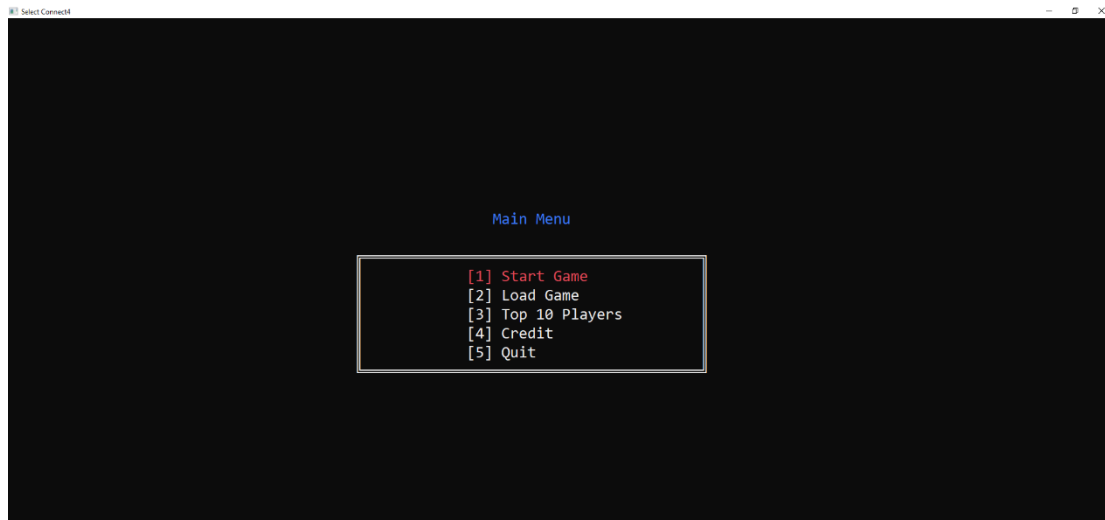 Select Connect4
Main Menu
[1] Start Game
[2] Load Game
[3] Top 10 Players
[4] Credit
[5] Quit